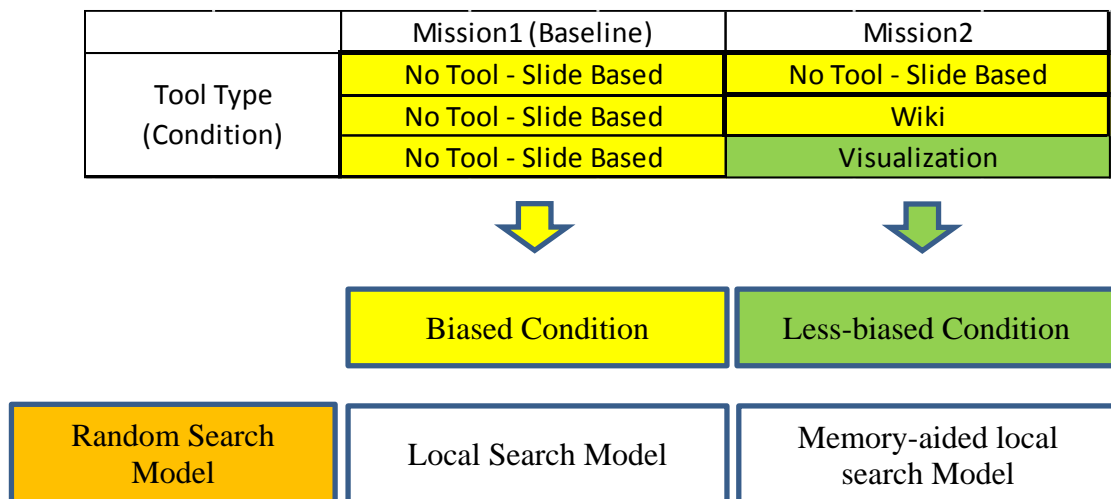 Mission1 (Baseline) Mission2
Tool Type
(Condition)
No Tool - Slide Based No Tool - Slide Based
No Tool - Slide Based Wiki
No Tool - Slide Based Visualization
Biased Condition Less-biased Condition
Random Search
Model
Local Search Model
Memory-aided local
search Model